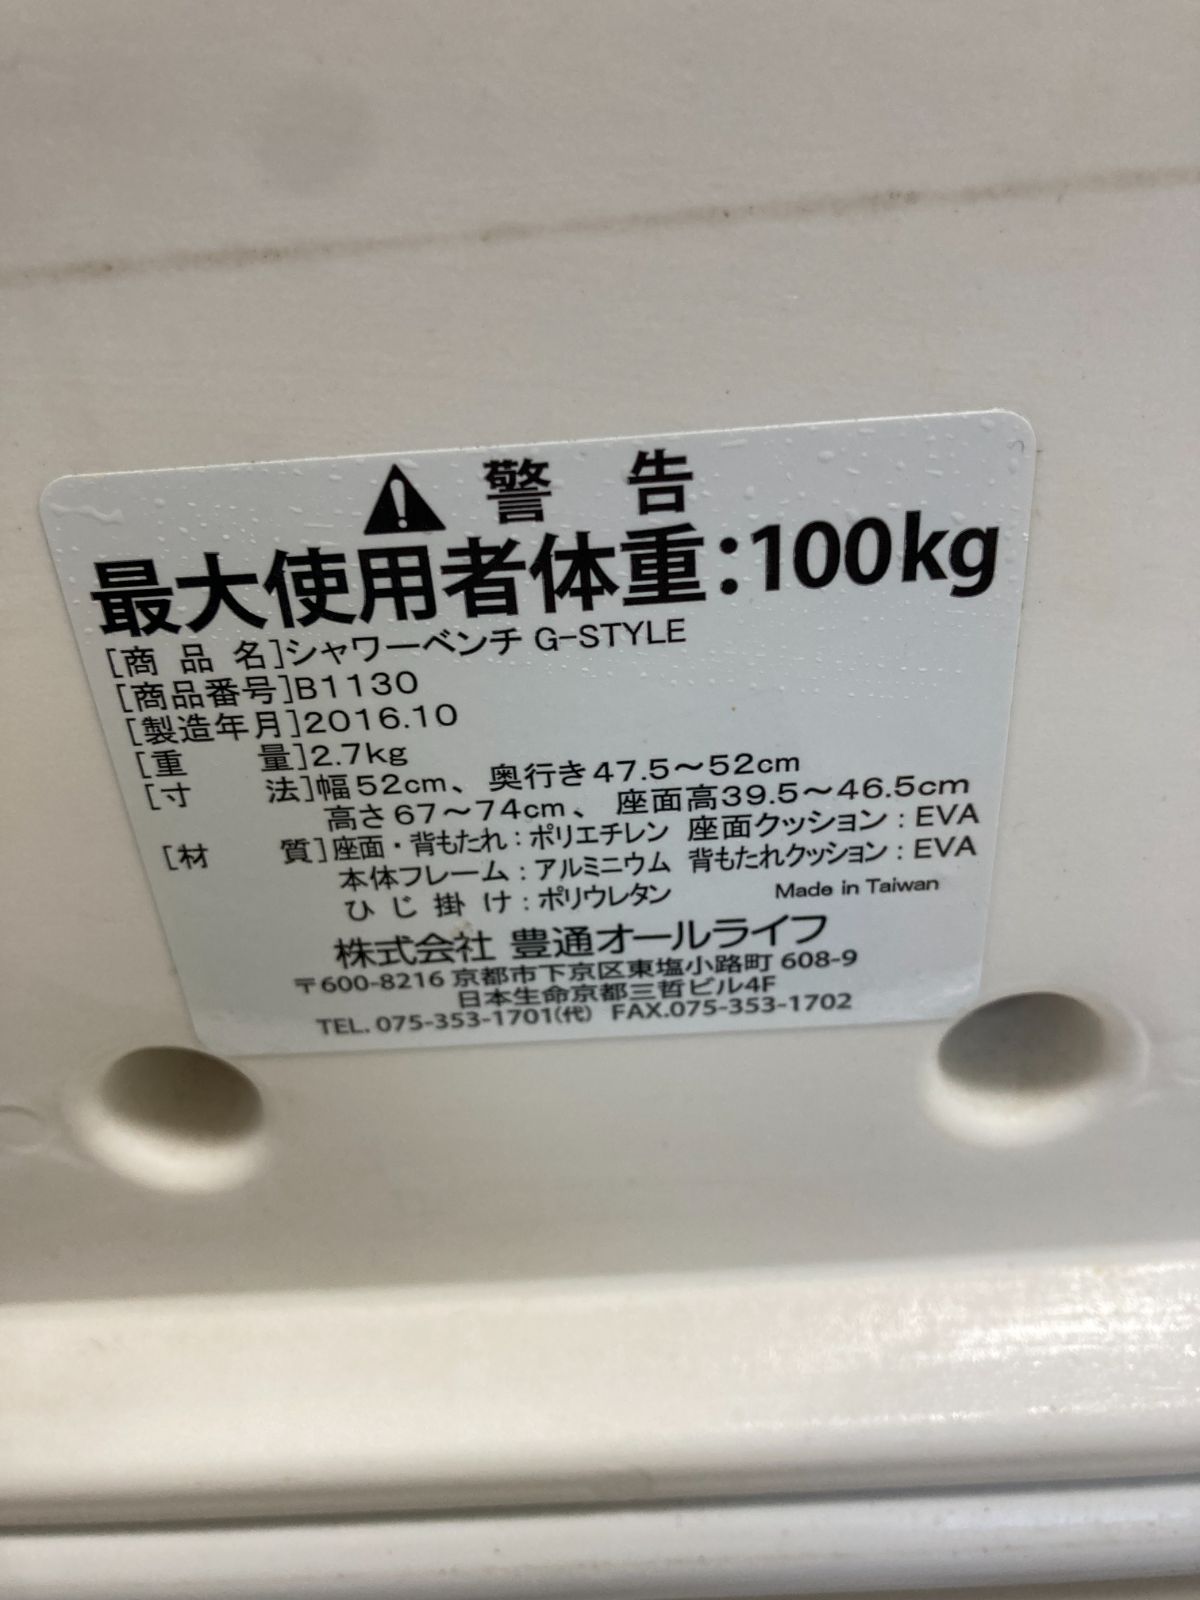 警 告
最大使用者体重:100kg
[商 品 名]シャワーベンチ G-STYLE
[商品番号]B1130
[製造年月]2016.10
[重 量]2.7kg
[寸 法]幅52cm、奥行き47.5～52cm
高さ67～74cm、座面高39.5～46.5cm
[材 質]座面・背もたれ:ポリエチレン 座面クッション:EVA
本体フレーム:アルミニウム 背もたれクッション:EVA
ひ じ 掛 け:ポリウレタン Made in Taiwan
株式会社 豊通オールライフ
〒600-8216 京都市下京区東塩小路町 608-9
日本生命京都三哲ビル4F
TEL. 075-353-1701(代) FAX.075-353-1702